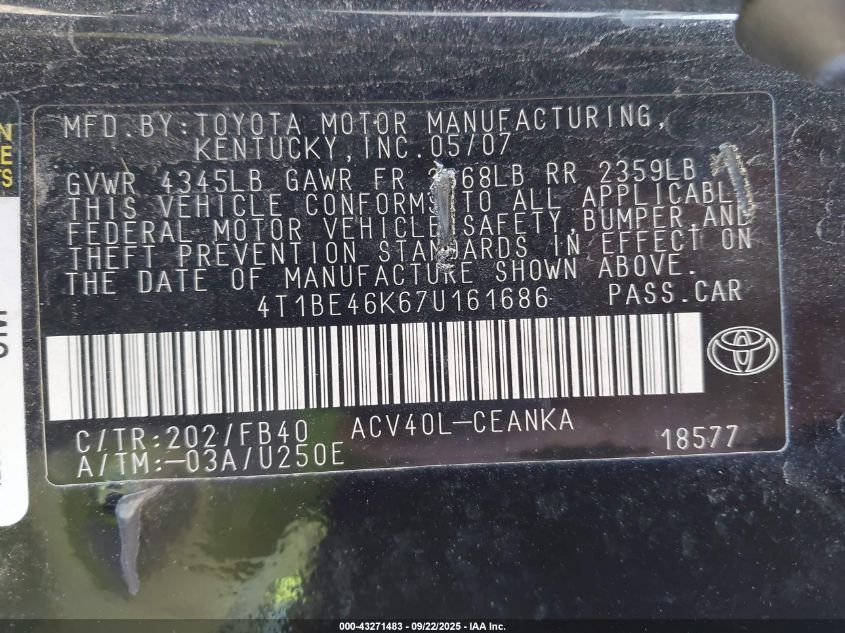 MFD.BY:TOYOTA MOTOR MANUFACTURING,
KENTUCKY,INC.05/07
GVWR 4345LB GAWR FR 68LB RR 2359LB
THIS VEHICLE CONFORMS TO ALL APPLICABLE
FEDERAL MOTOR VEHICLE SAFETY,BUMPER,AND
THEFT PREVENTION STANDARDS IN EFFECT ON
THE DATE OF MANUFACTURE SHOWN ABOVE.
4T1BE46K67U161686 PASS.CAR
C/TR:202/FB40 ACV40L-CEANKA
A/TM:-03A/U250E 18577
000-43271483 - 09/22/2025 - IAA Inc.